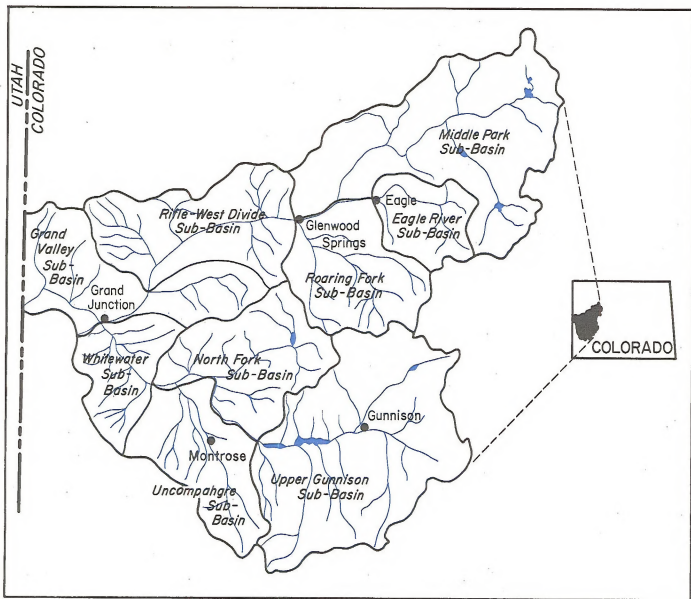 UTAH
COLORADO
Middle Park
Sub-Basin
Eagle
Eagle River
Sub-Basin
Rifle-West Divide
Sub-Basin
Glenwood
Springs
Grand
Valley
Sub-
Basin
Grand
Junction
Roaring Fork
Sub-Basin
COLORADO
Whitewater
Sub-
Basin
North Fork
Sub-Basin
Gunnison
Montrose
Uncompahgre
Sub-
Basin
Upper Gunnison
Sub-Basin